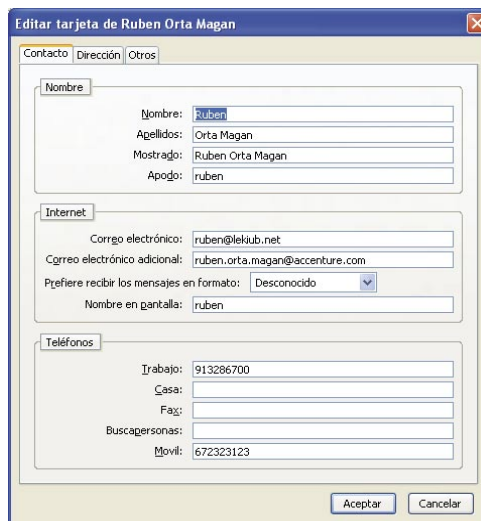 Editar tarjeta de Ruben Orta Magan
Contacto Dirección Otros
Nombre
Nombre: Ruben
Apellidos: Orta Magan
Mostrado: Ruben Orta Magan
Apodo: ruben
Internet
Correo electrónico: ruben@lekiub.net
Correo electrónico adicional: ruben.orta.magan@accenture.com
Prefiere recibir los mensajes en formato: Desconocido
Nombre en pantalla: ruben
Teléfonos
Trabajo: 913286700
Casa:
Fax:
Buscapersonas:
Movil: 672323123
Aceptar Cancelar